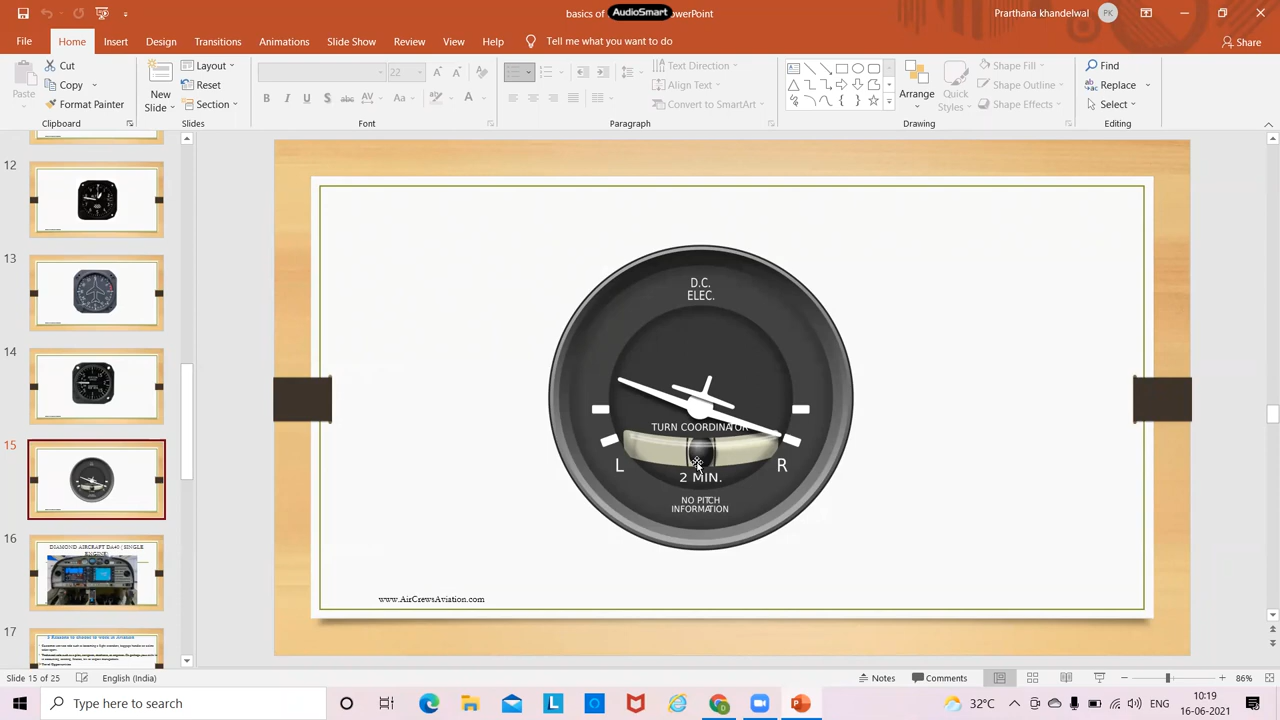 basics of
AudioSmart
PowerPoint
Prarthana khandelwal
PK
File
Home
Insert
Design
Transitions
Animations
Slide Show
Review
View
Help
Tell me what you want to do
Share
Paste
Cut
Copy
Format Painter
Clipboard
New
Slide
Layout
Reset
Section
Slides
22
B
I
U
S
abc
AV
Aa
A
Font
Text Direction
Align Text
Convert to SmartArt
Paragraph
Arrange
Quick
Styles
Shape Fill
Shape Outline
Shape Effects
Drawing
Find
Replace
Select
Editing
12
13
14
15
16
DIAMOND AIRCRAFT DA40 ( SINGLE
ENGINE)
17
D.C.
ELEC.
TURN COORDINATOR
L
R
2 MIN.
NO PITCH
INFORMATION
www.AirCrewsAviation.com
Slide 15 of 25
English (India)
Notes
Comments
86%
Type here to search
32°C
ENG
10:19
16-06-2021